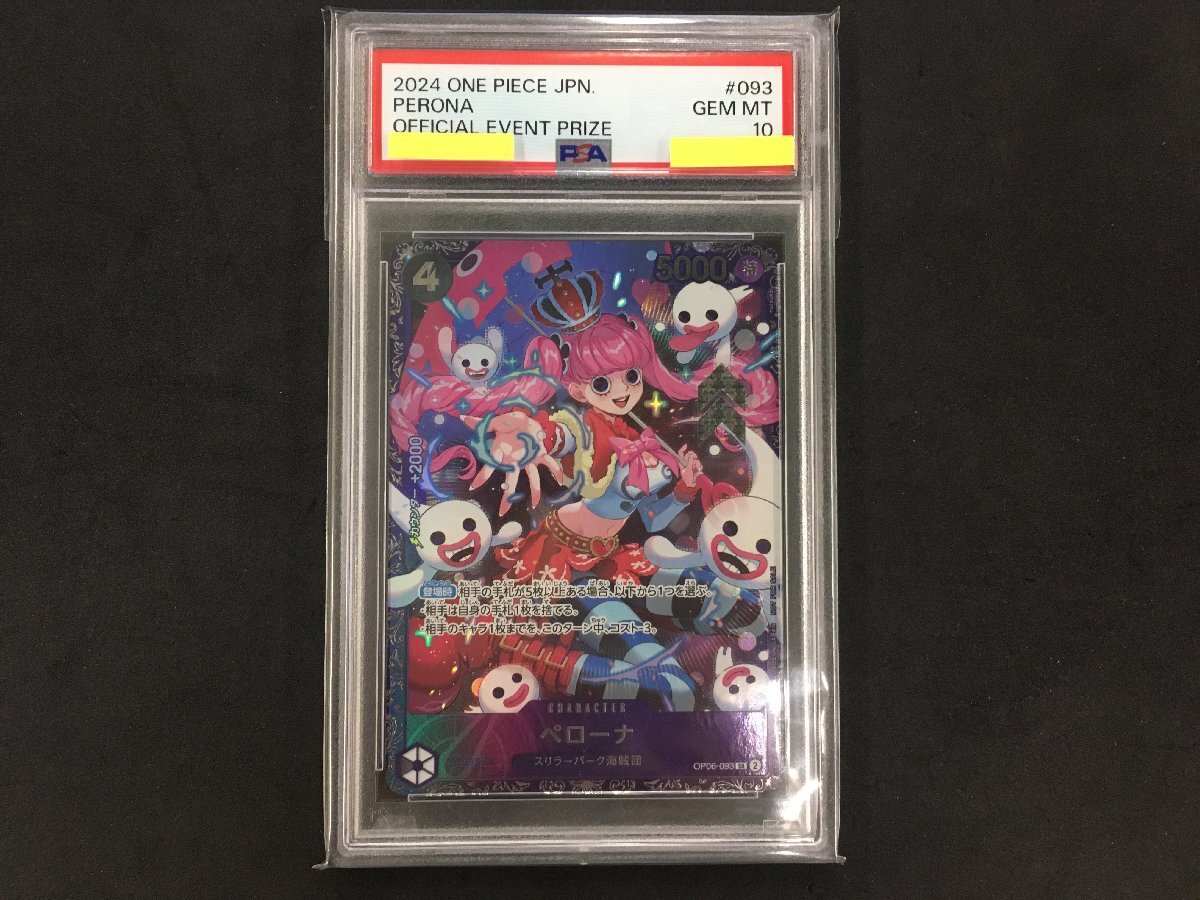 2024 ONE PIECE JPN. #093
PERONA GEM MT
OFFICIAL EVENT PRIZE 10
PSA
4
5000 特
カウンター +2000
登場時 相手の手札が5枚以上ある場合、以下から1つを選ぶ。
・相手は自身の手札1枚を捨てる。
・相手のキャラ1枚までを、このターン中、コスト-3。
CHARACTER
ペローナ
スリラーバーク海賊団
OP06-093 SR 2